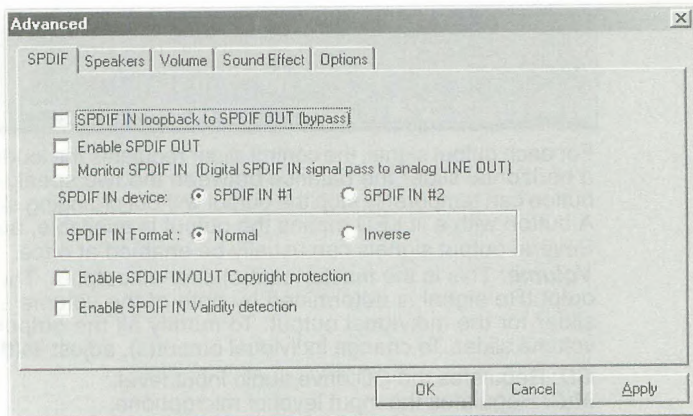 Advanced
SPDIF Speakers Volume Sound Effect Options
SPDIF IN loopback to SPDIF OUT (bypass)
Enable SPDIF OUT
Monitor SPDIF IN (Digital SPDIF IN signal pass to analog LINE OUT)
SPDIF IN device: SPDIF IN #1 SPDIF IN #2
SPDIF IN Format : Normal Inverse
Enable SPDIF IN/OUT Copyright protection
Enable SPDIF IN Validity detection
OK Cancel Apply